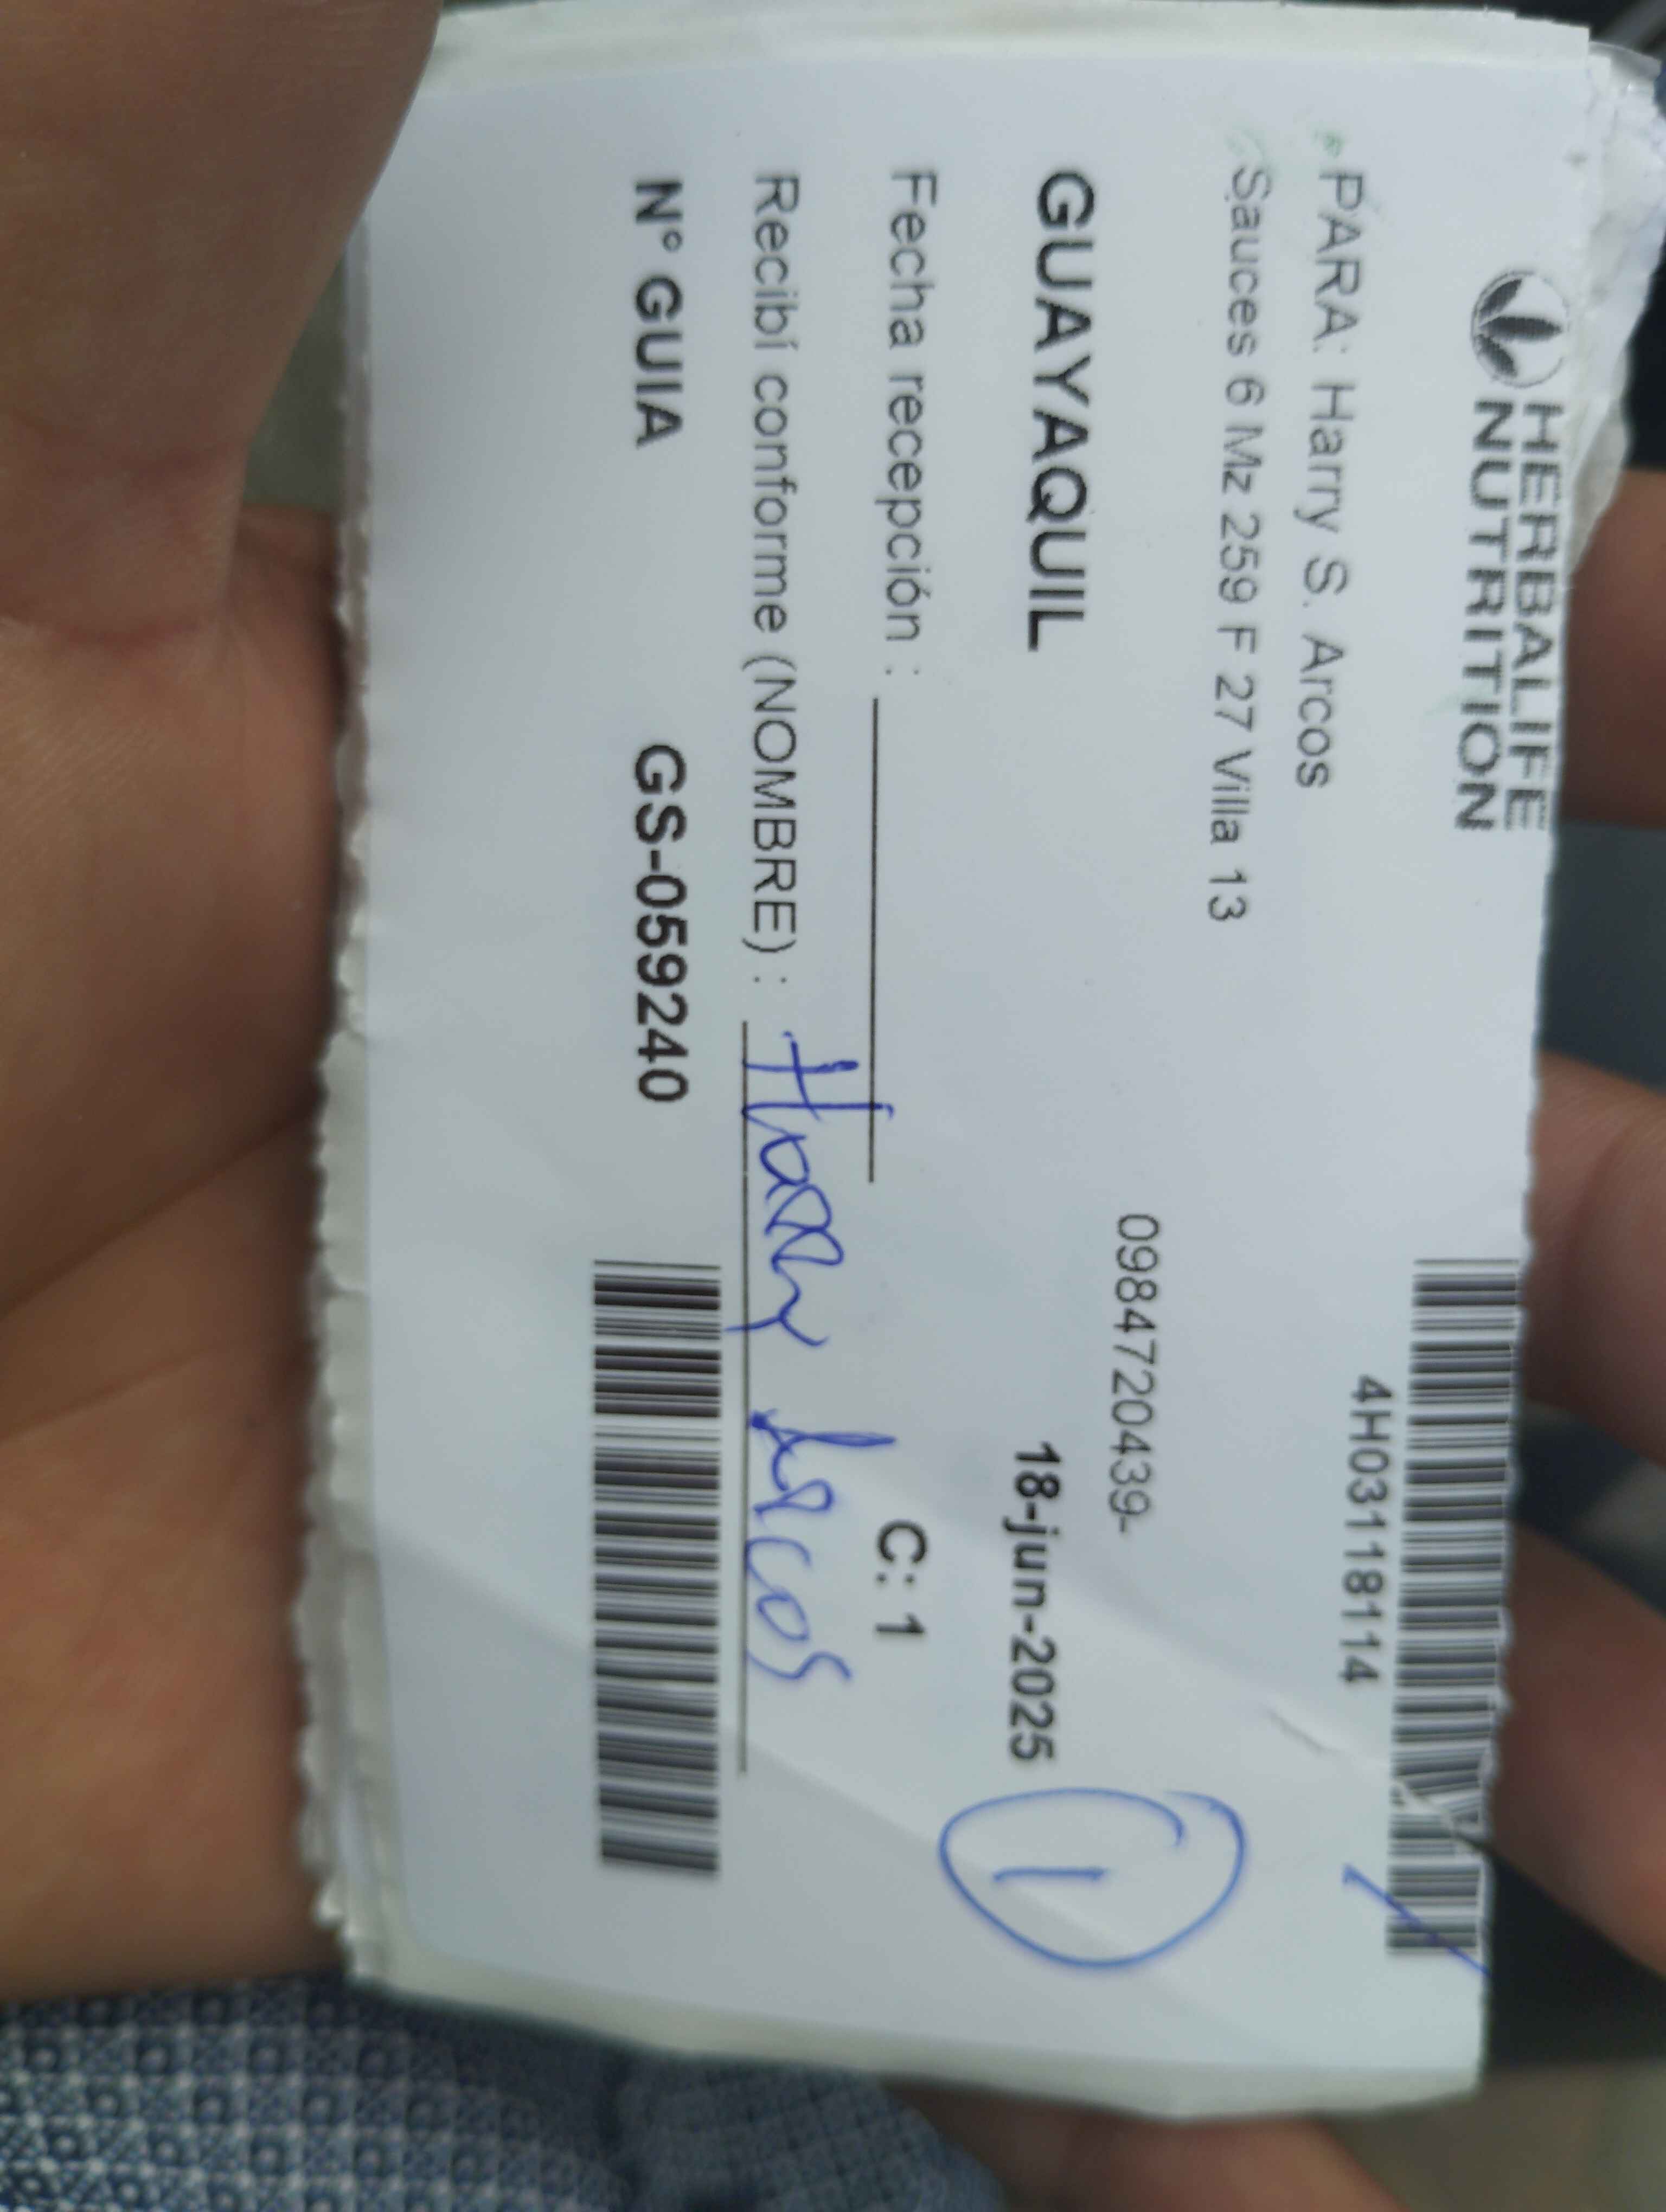 HERBALIFE
NUTRITION
4H03118114
PARA: Harry S. Arcos
Sauces 6 Mz 259 F 27 Villa 13
0984720439-
GUAYAQUIL 18-jun-2025
1
Fecha recepción : C: 1
Recibí conforme (NOMBRE) : Harry Arcos
N° GUIA GS-059240